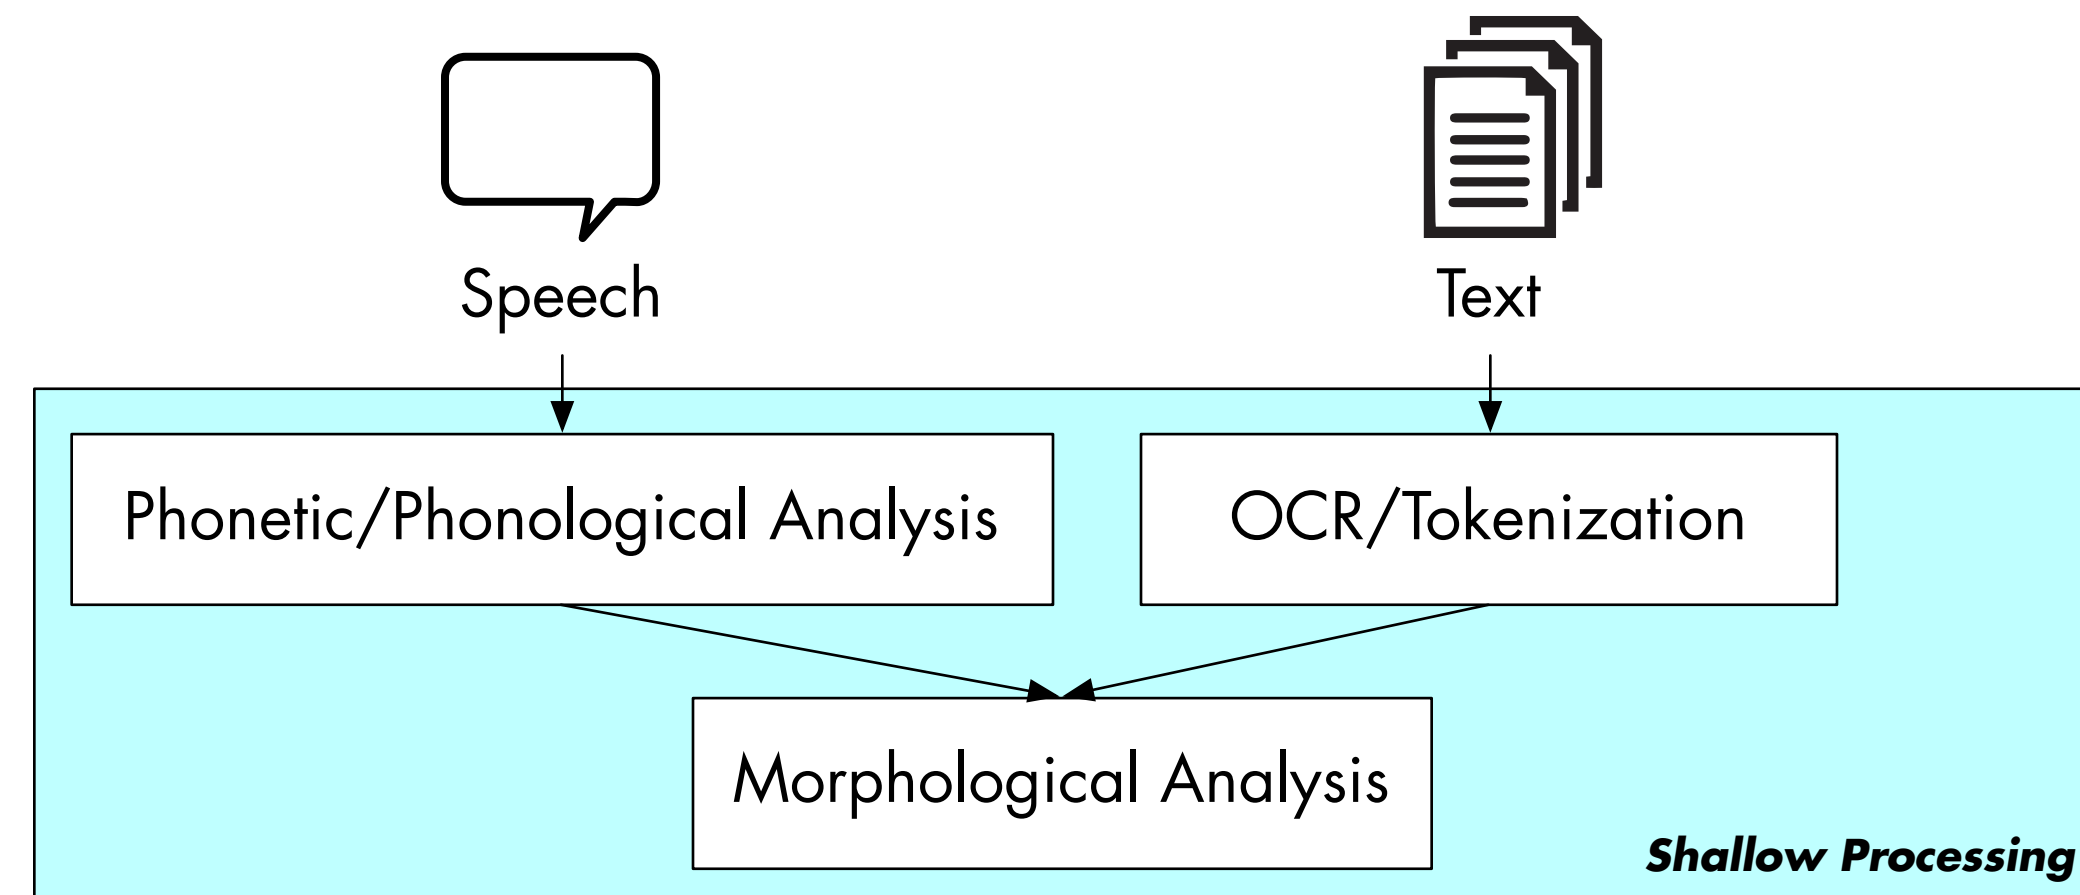 Speech
Text
Phonetic/Phonological Analysis
OCR/Tokenization
Morphological Analysis
Shallow Processing